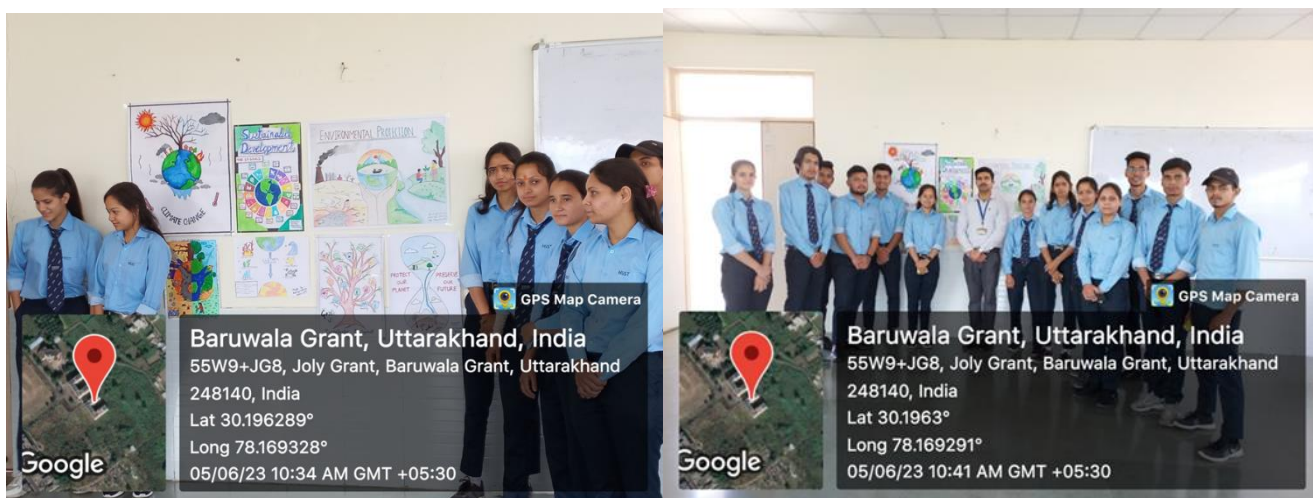 CLIMATE CHANGE
Sustainable
Development
ENVIRONMENTAL PROTECTION
PROTECT
OUR
PLANET
PRESERVE
OUR
FUTURE
GPS Map Camera
Baruwala Grant, Uttarakhand, India
55W9+JG8, Joly Grant, Baruwala Grant, Uttarakhand
248140, India
Lat 30.196289°
Long 78.169328°
05/06/23 10:34 AM GMT +05:30
Google
GPS Map Camera
Baruwala Grant, Uttarakhand, India
55W9+JG8, Joly Grant, Baruwala Grant, Uttarakhand
248140, India
Lat 30.1963°
Long 78.169291°
05/06/23 10:41 AM GMT +05:30
Google